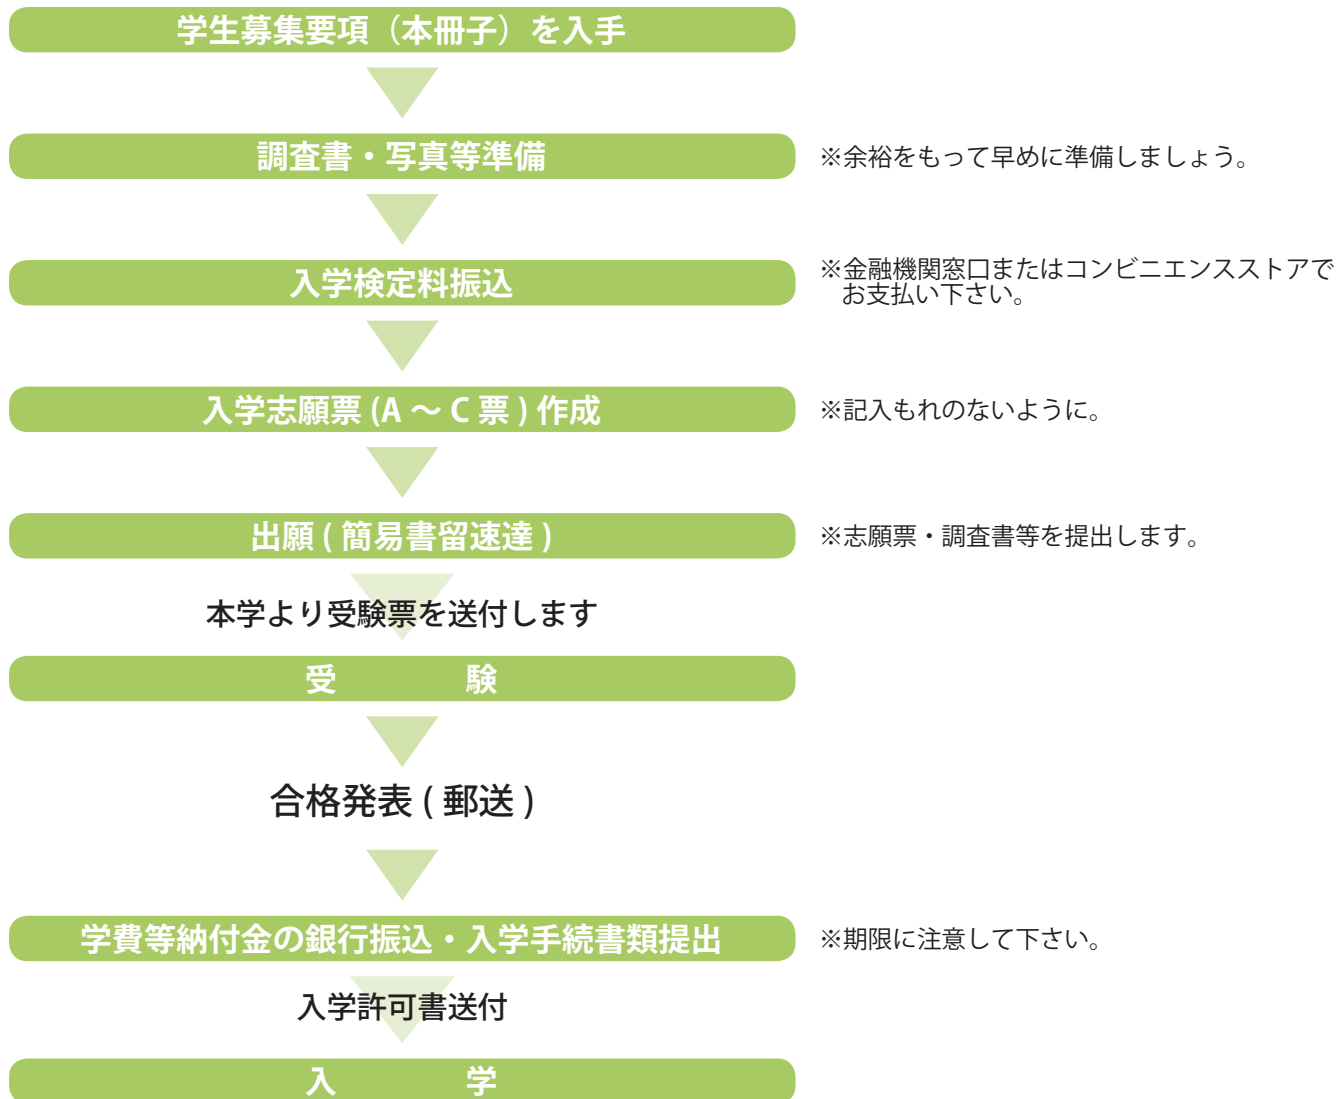 学生募集要項（本冊子）を入手
調査書・写真等準備
※余裕をもって早めに準備しましょう。
入学検定料振込
※金融機関窓口またはコンビニエンスストアで
お支払い下さい。
入学志願票 (A ～ C 票 ) 作成
※記入もれのないように。
出願 ( 簡易書留速達 )
※志願票・調査書等を提出します。
本学より受験票を送付します
受　　　　験
合格発表 ( 郵送 )
学費等納付金の銀行振込・入学手続書類提出
※期限に注意して下さい。
入学許可書送付
入　　　　学